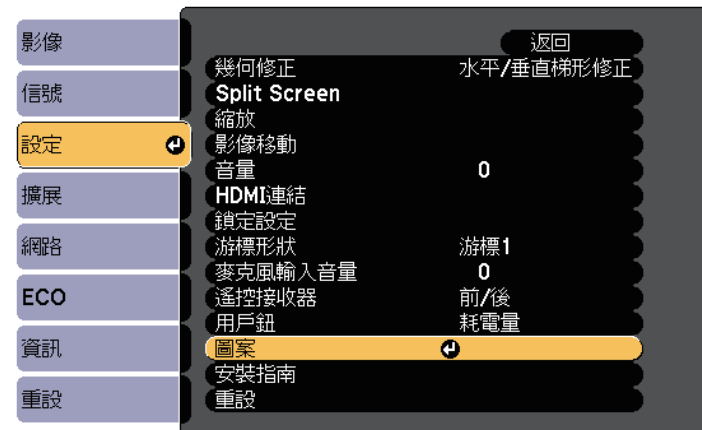 影像
信號
設定
擴展
網路
ECO
資訊
重設
返回
幾何修正 水平/垂直梯形修正
Split Screen
縮放
影像移動
音量 0
HDMI連結
鎖定設定
游標形狀 游標1
麥克風輸入音量 0
遙控接收器 前/後
用戶鈕 耗電量
圖案
安裝指南
重設